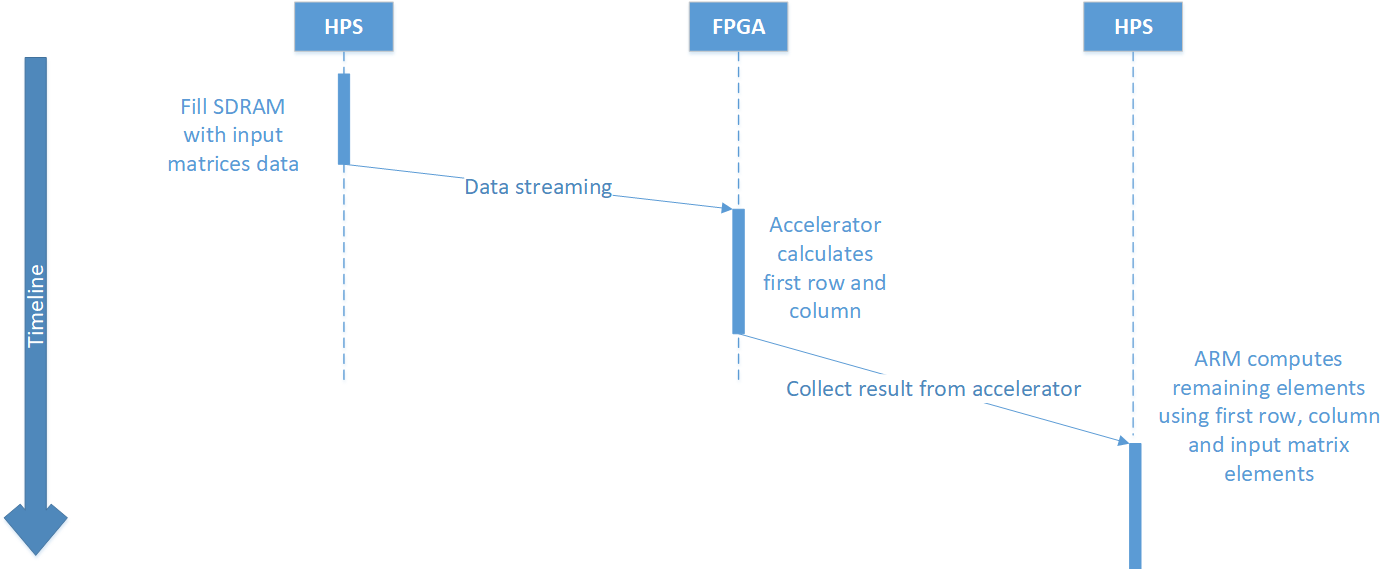 HPS
FPGA
HPS
Timeline
Fill SDRAM
with input
matrices data
Data streaming
Accelerator
calculates
first row and
column
Collect result from accelerator
ARM computes
remaining elements
using first row, column
and input matrix
elements